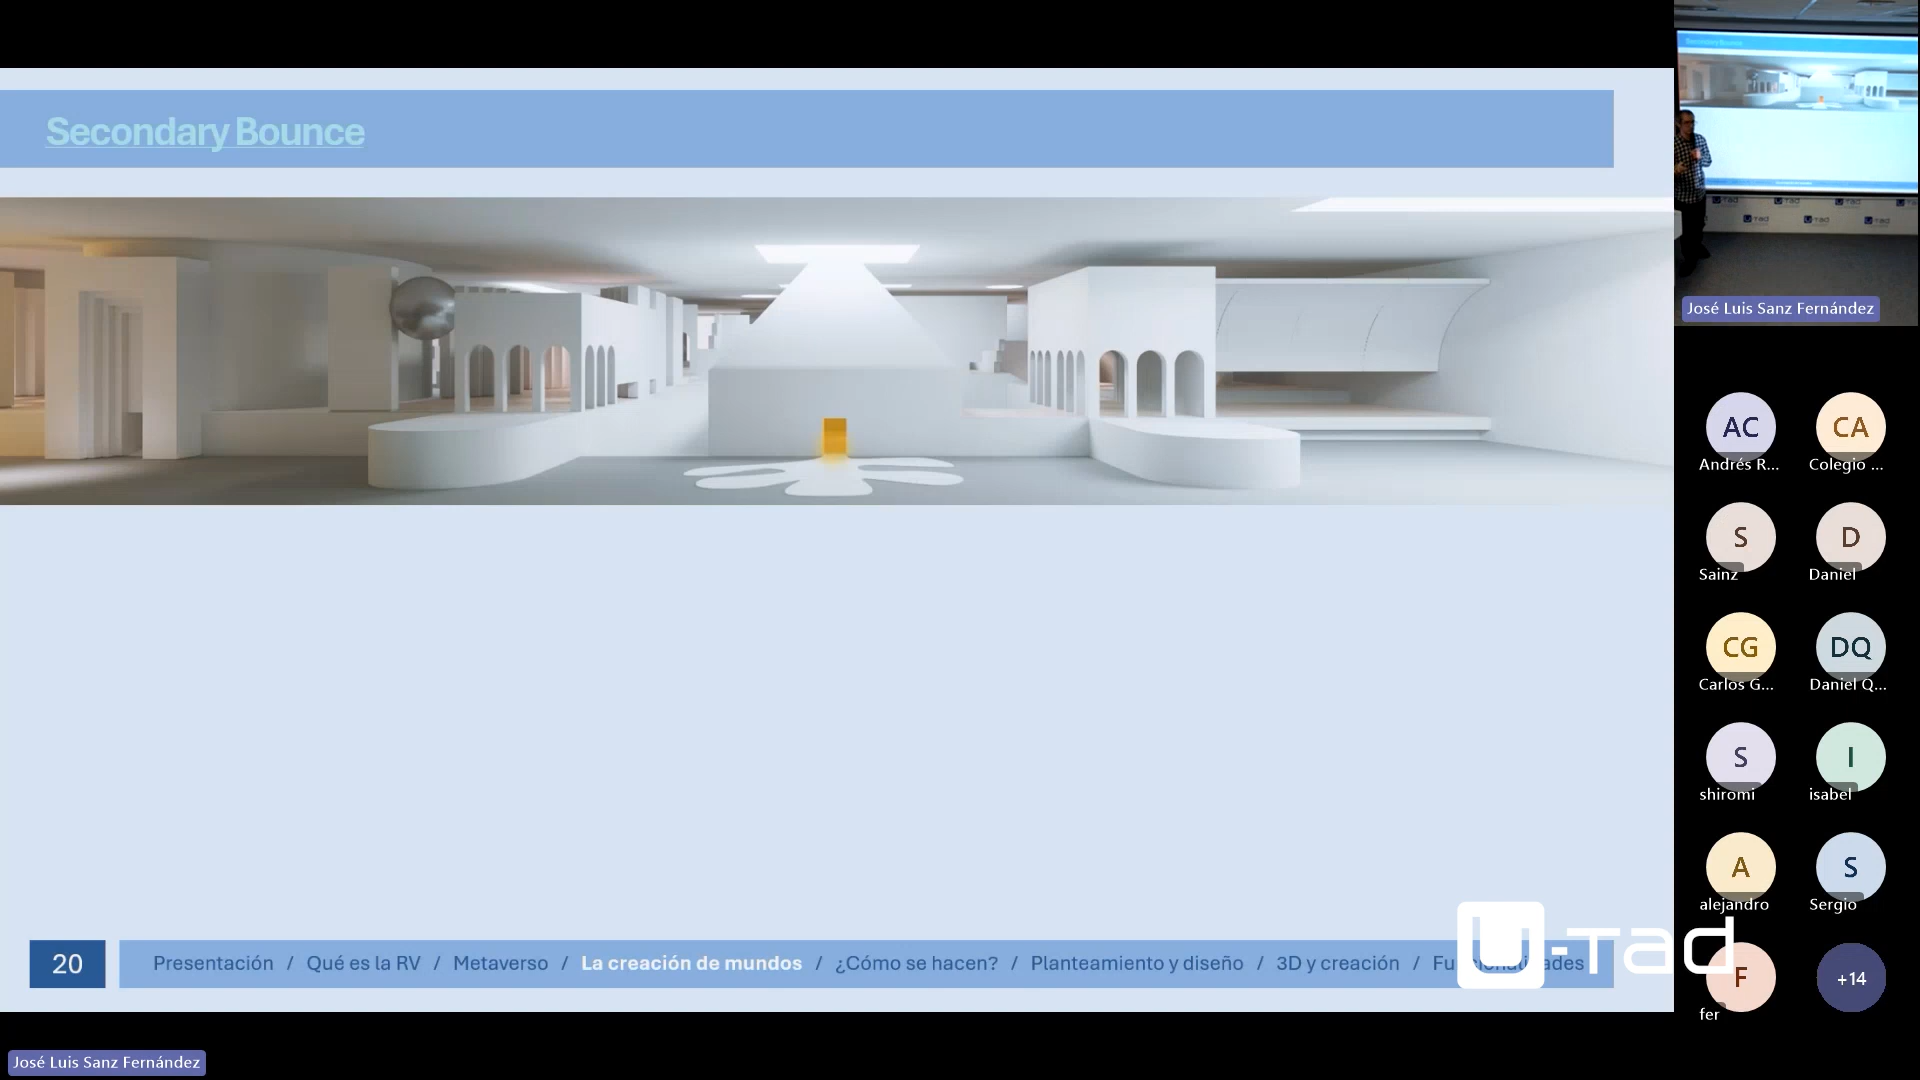 Secondary Bounce
20
Presentación / Qué es la RV / Metaverso / La creación de mundos / ¿Cómo se hacen? / Planteamiento y diseño / 3D y creación / Funcionalidades
U-Tad
José Luis Sanz Fernández
José Luis Sanz Fernández
AC
Andrés R...
CA
Colegio ...
S
Sainz
D
Daniel
CG
Carlos G...
DQ
Daniel Q...
S
shiromi
I
isabel
A
alejandro
S
Sergio
F
fer
+14